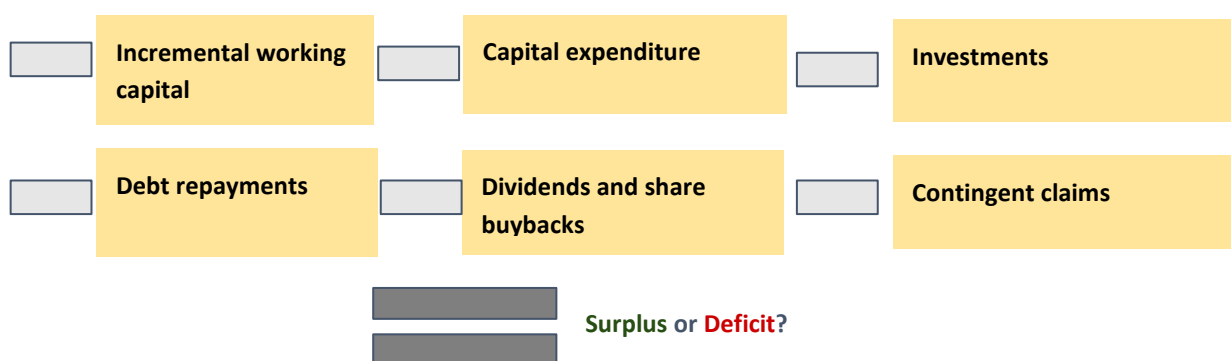 Incremental working
capital
Capital expenditure
Investments
Debt repayments
Dividends and share
buybacks
Contingent claims
Surplus or Deficit?